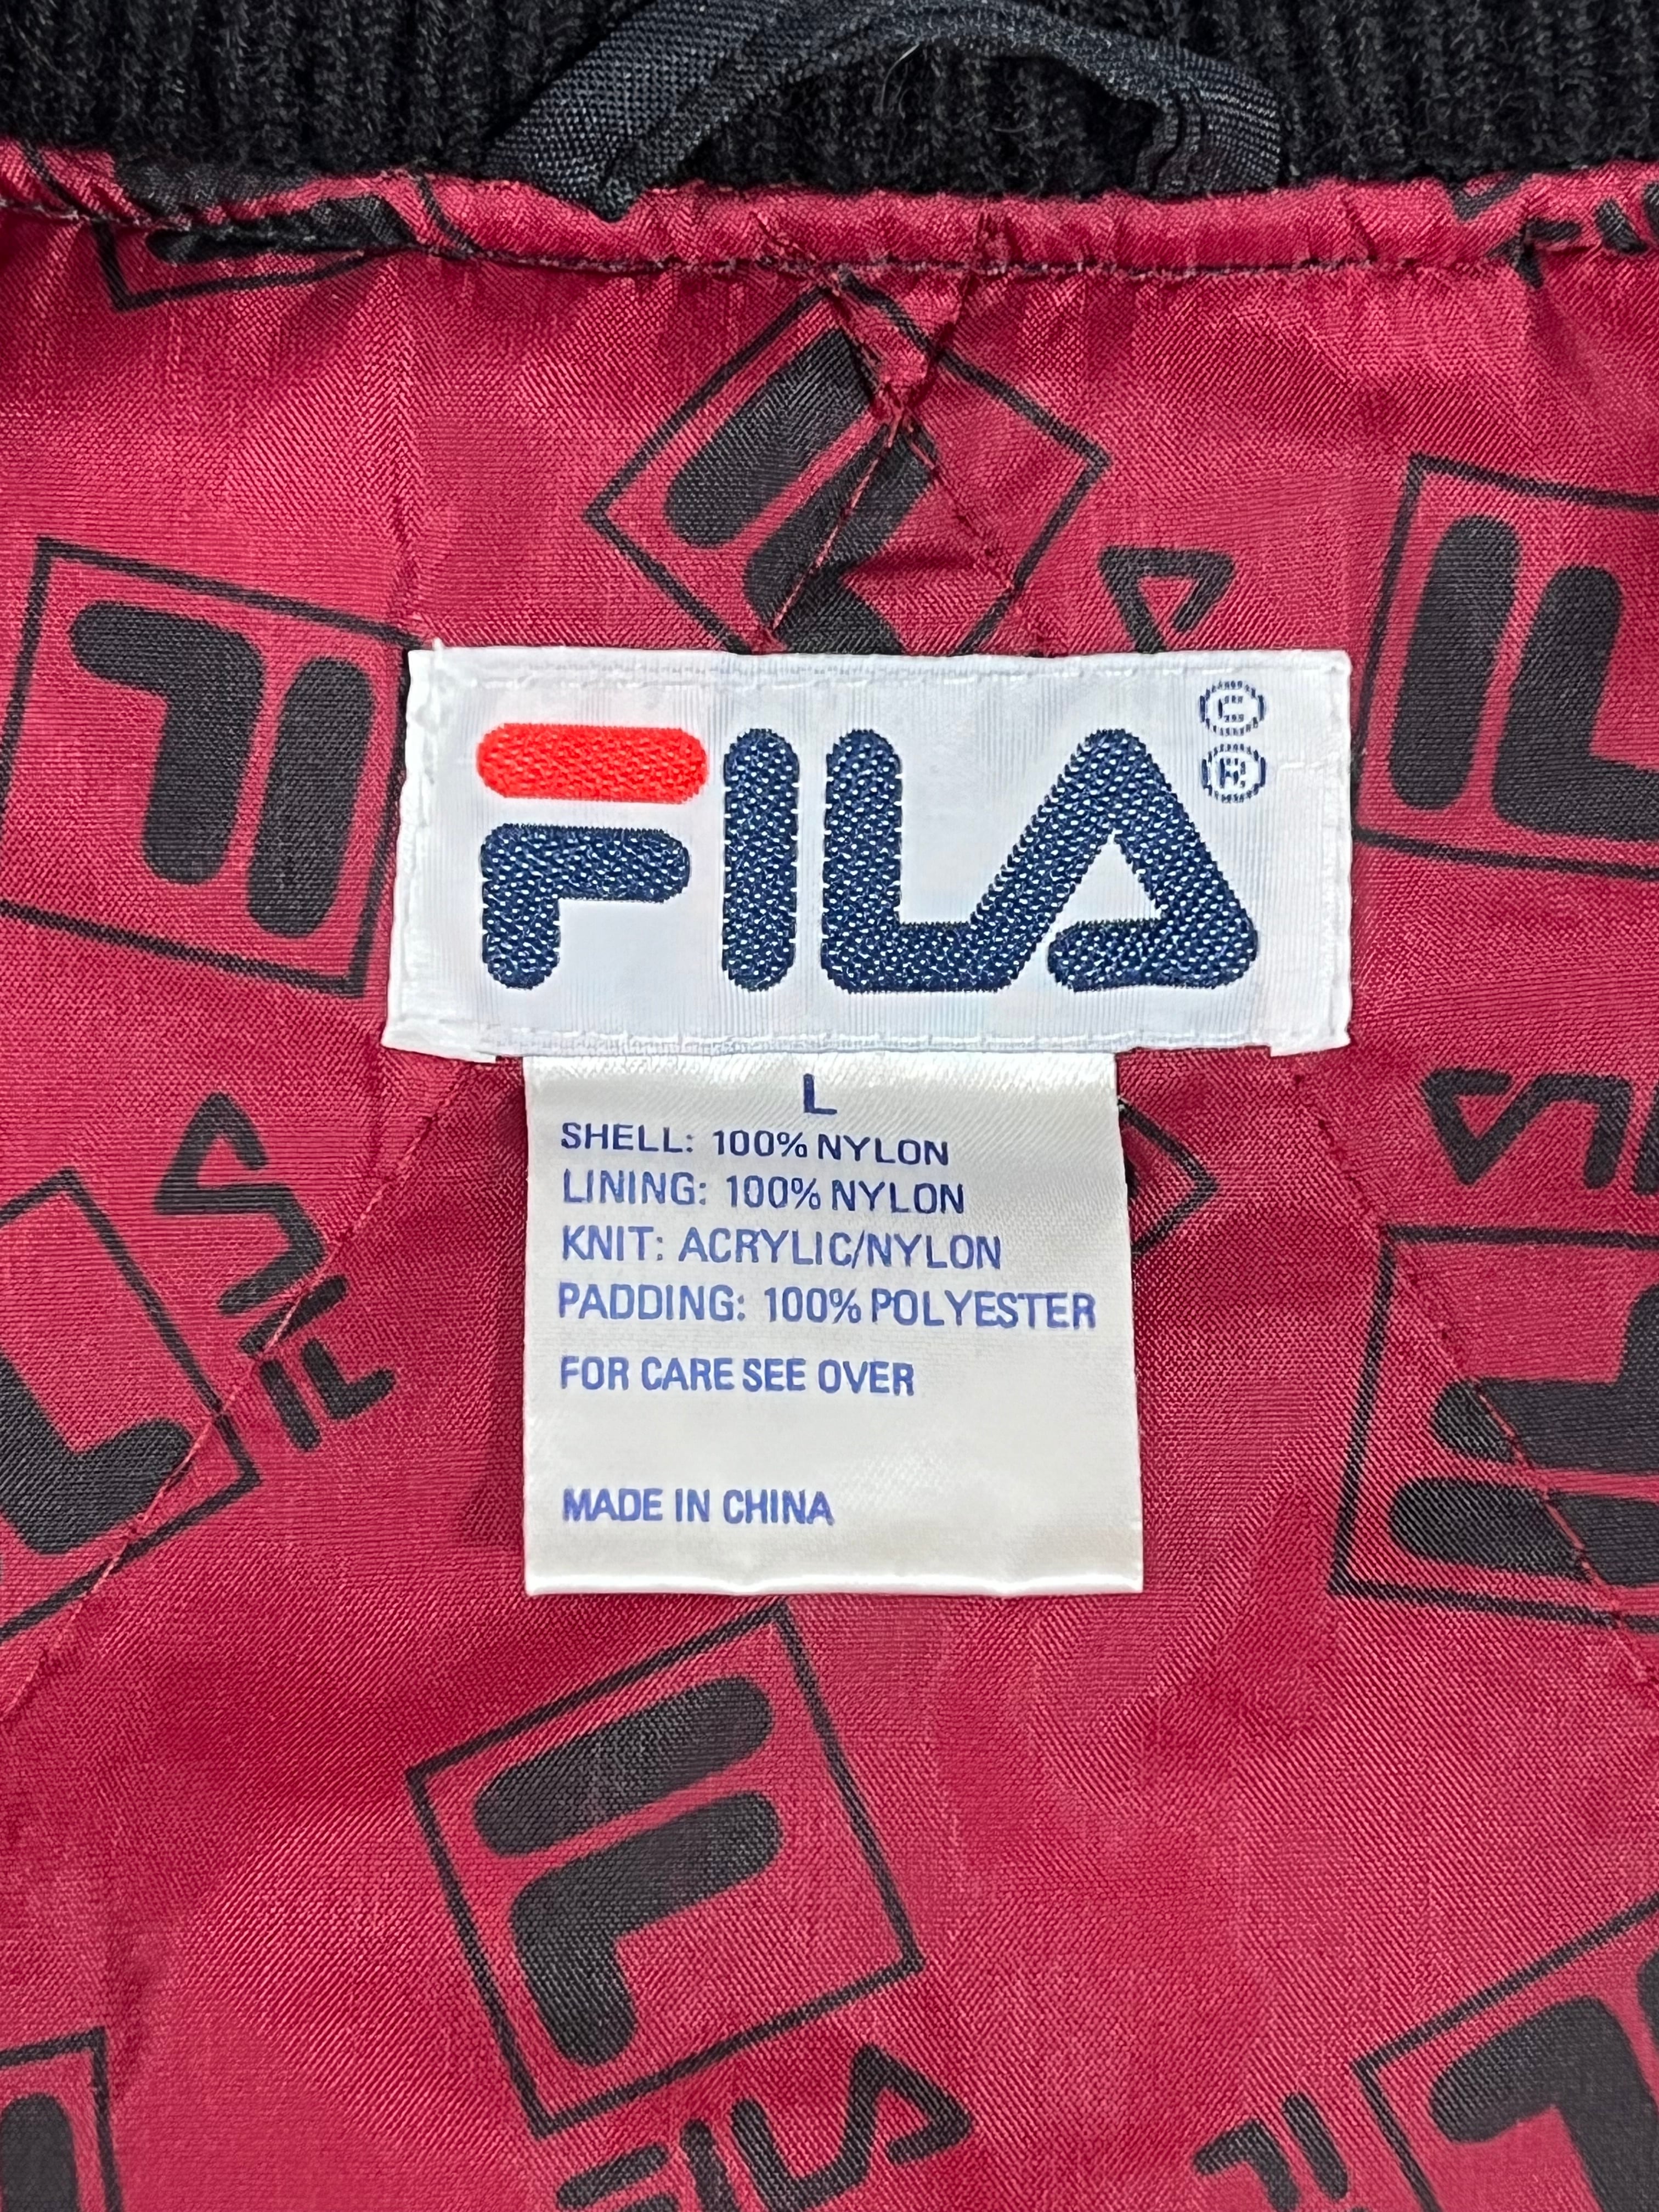 FILA
©
®
L
SHELL: 100% NYLON
LINING: 100% NYLON
KNIT: ACRYLIC/NYLON
PADDING: 100% POLYESTER
FOR CARE SEE OVER
MADE IN CHINA
F
FILA